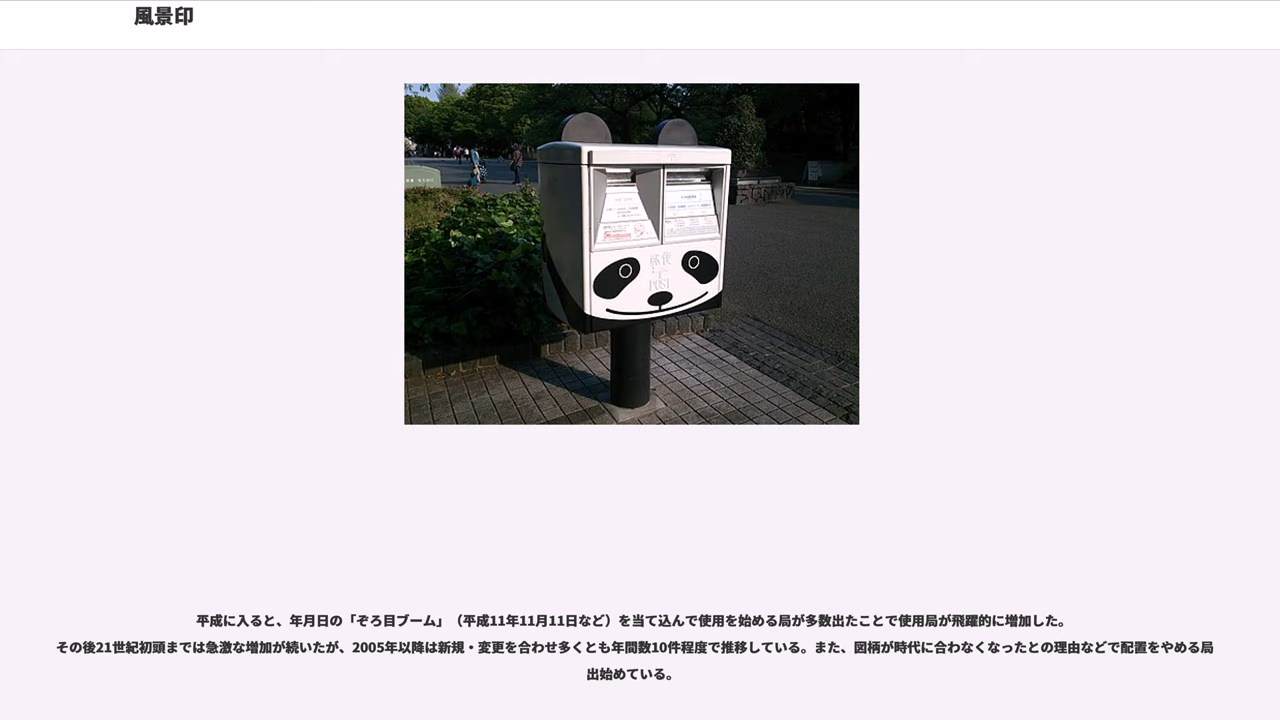 風景印
郵便
POST
平成に入ると、年月日の「ぞろ目ブーム」（平成11年11月11日など）を当て込んで使用を始める局が多数出たことで使用局が飛躍的に増加した。
その後21世紀初頭までは急激な増加が続いたが、2005年以降は新規・変更を合わせ多くとも年間数10件程度で推移している。また、図柄が時代に合わなくなったとの理由などで配置をやめる局
出始めている。